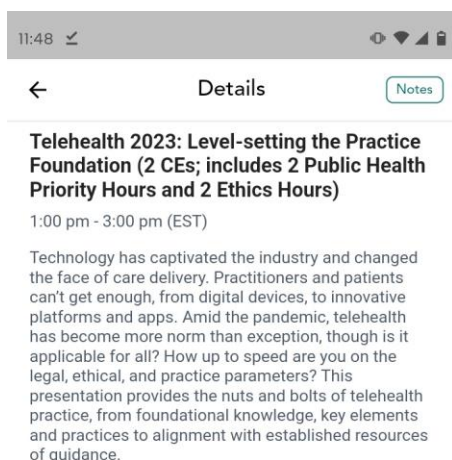 11:48
Details
Notes
Telehealth 2023: Level-setting the Practice
Foundation (2 CEs; includes 2 Public Health
Priority Hours and 2 Ethics Hours)
1:00 pm - 3:00 pm (EST)
Technology has captivated the industry and changed
the face of care delivery. Practitioners and patients
can't get enough, from digital devices, to innovative
platforms and apps. Amid the pandemic, telehealth
has become more norm than exception, though is it
applicable for all? How up to speed are you on the
legal, ethical, and practice parameters? This
presentation provides the nuts and bolts of telehealth
practice, from foundational knowledge, key elements
and practices to alignment with established resources
of guidance.